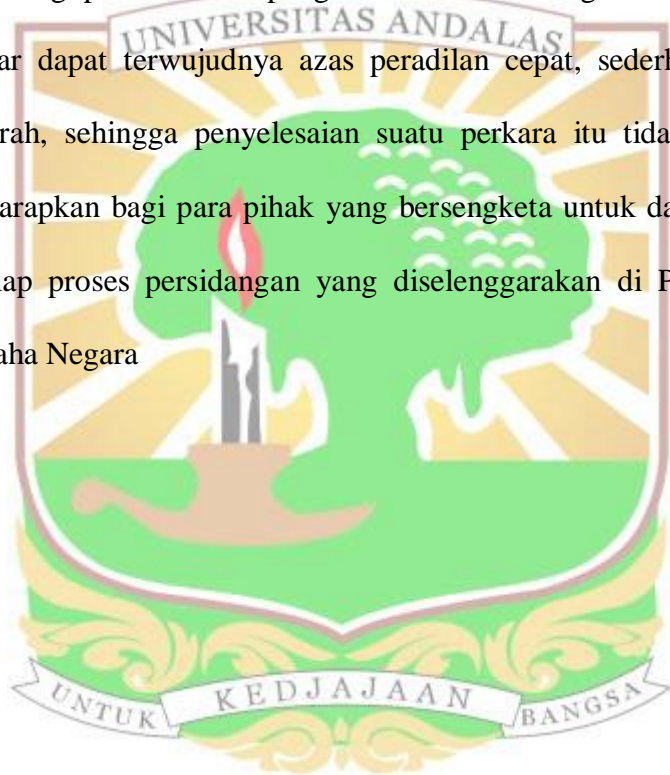 UNIVERSITAS ANDALAS
ar dapat terwujudnya azas peradilan cepat, sederh
rah, sehingga penyelesaian suatu perkara itu tida
arapkan bagi para pihak yang bersengketa untuk da
ap proses persidangan yang diselenggarakan di P
aha Negara
UNTUK KEDJAJAAN BANGSA